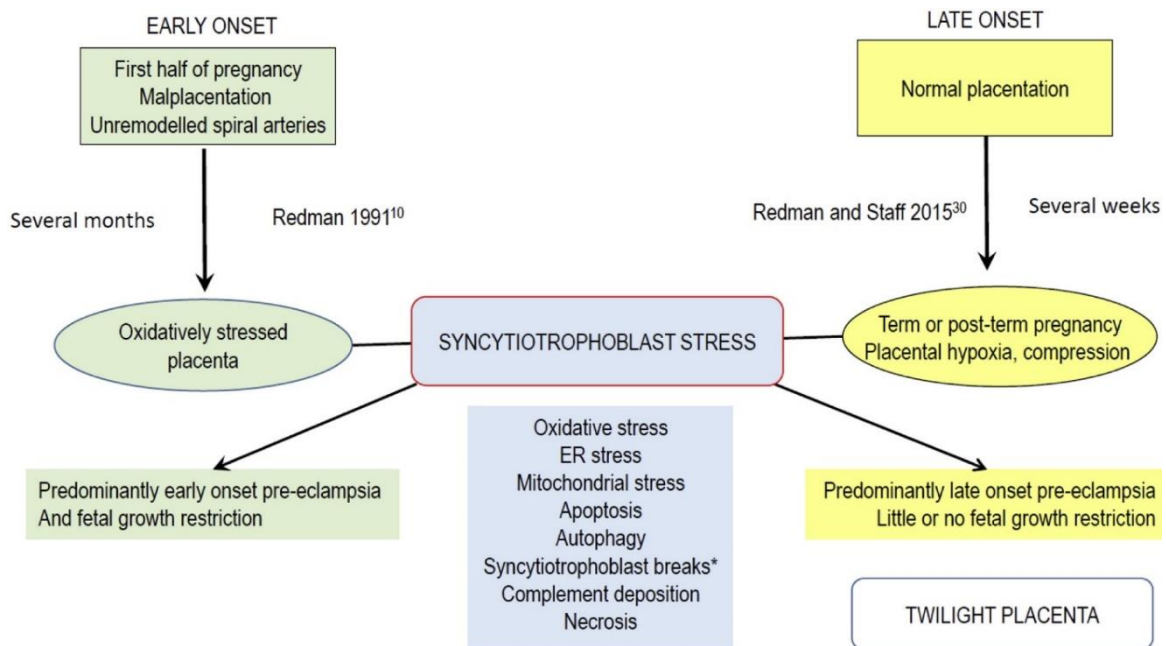 EARLY ONSET
First half of pregnancy
Malplacentation
Unremodelled spiral arteries
LATE ONSET
Normal placentation
Several months
Redman 1991¹⁰
Redman and Staff 2015³⁰
Several weeks
Oxidatively stressed
placenta
SYNCYTIOTROPHOBLAST STRESS
Term or post-term pregnancy
Placental hypoxia, compression
Oxidative stress
ER stress
Mitochondrial stress
Apoptosis
Autophagy
Syncytiotrophoblast breaks*
Complement deposition
Necrosis
Predominantly early onset pre-eclampsia
And fetal growth restriction
Predominantly late onset pre-eclampsia
Little or no fetal growth restriction
TWILIGHT PLACENTA